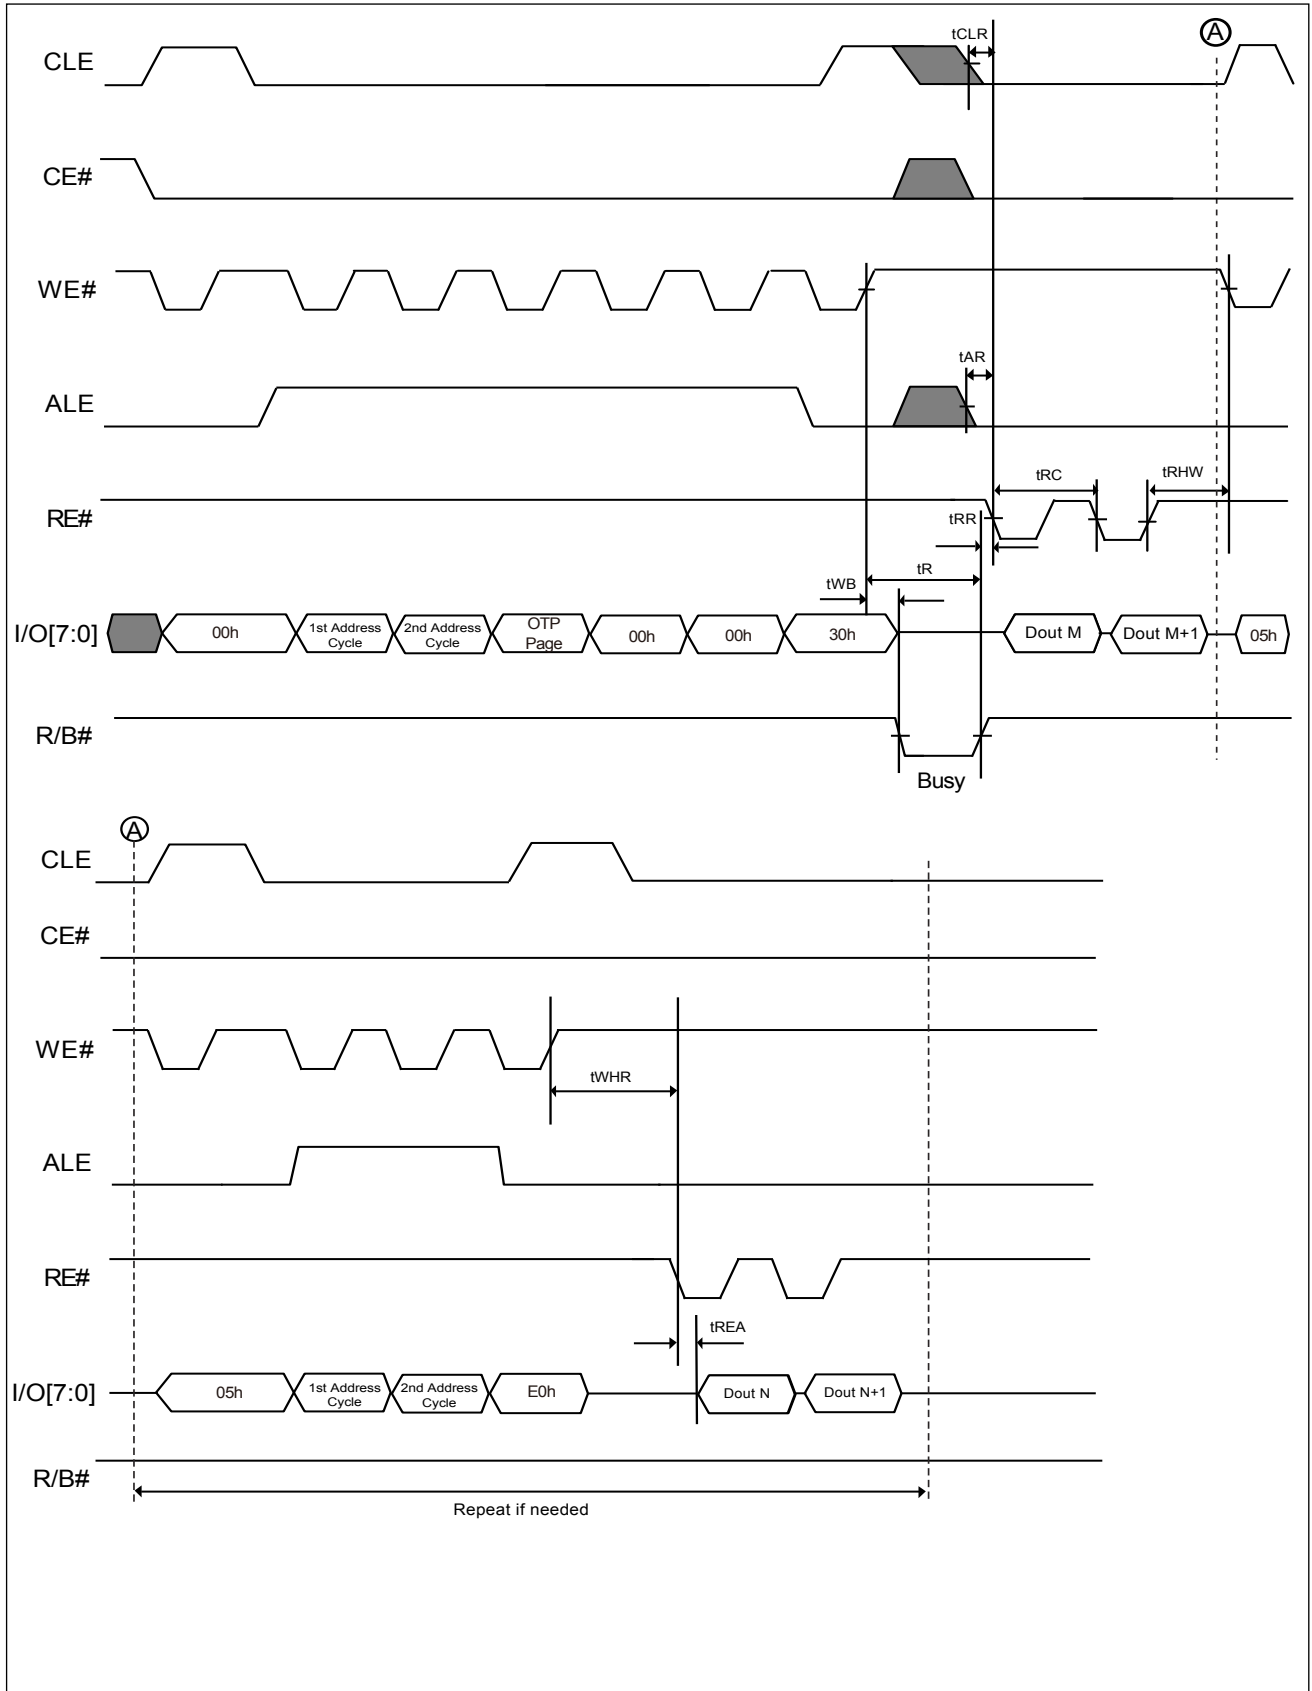 tCLR
A
CLE
CE#
WE#
tAR
ALE
tRC
tRHW
RE#
tRR
tR
tWB
I/O[7:0]
00h
1st Address
Cycle
2nd Address
Cycle
OTP
Page
00h
00h
30h
Dout M
Dout M+1
05h
R/B#
Busy
A
CLE
CE#
WE#
tWHR
ALE
RE#
tREA
I/O[7:0]
05h
1st Address
Cycle
2nd Address
Cycle
E0h
Dout N
Dout N+1
R/B#
Repeat if needed